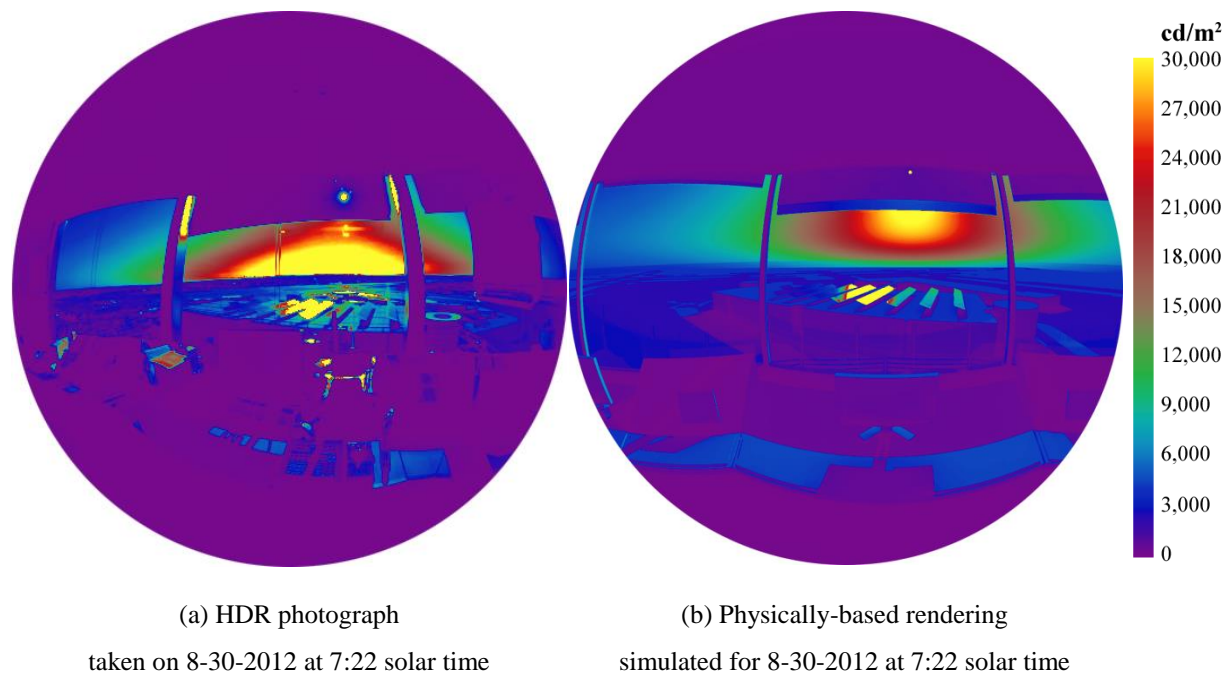 cd/m²
30,000
27,000
24,000
21,000
18,000
15,000
12,000
9,000
6,000
3,000
0
(a) HDR photograph
taken on 8-30-2012 at 7:22 solar time
(b) Physically-based rendering
simulated for 8-30-2012 at 7:22 solar time